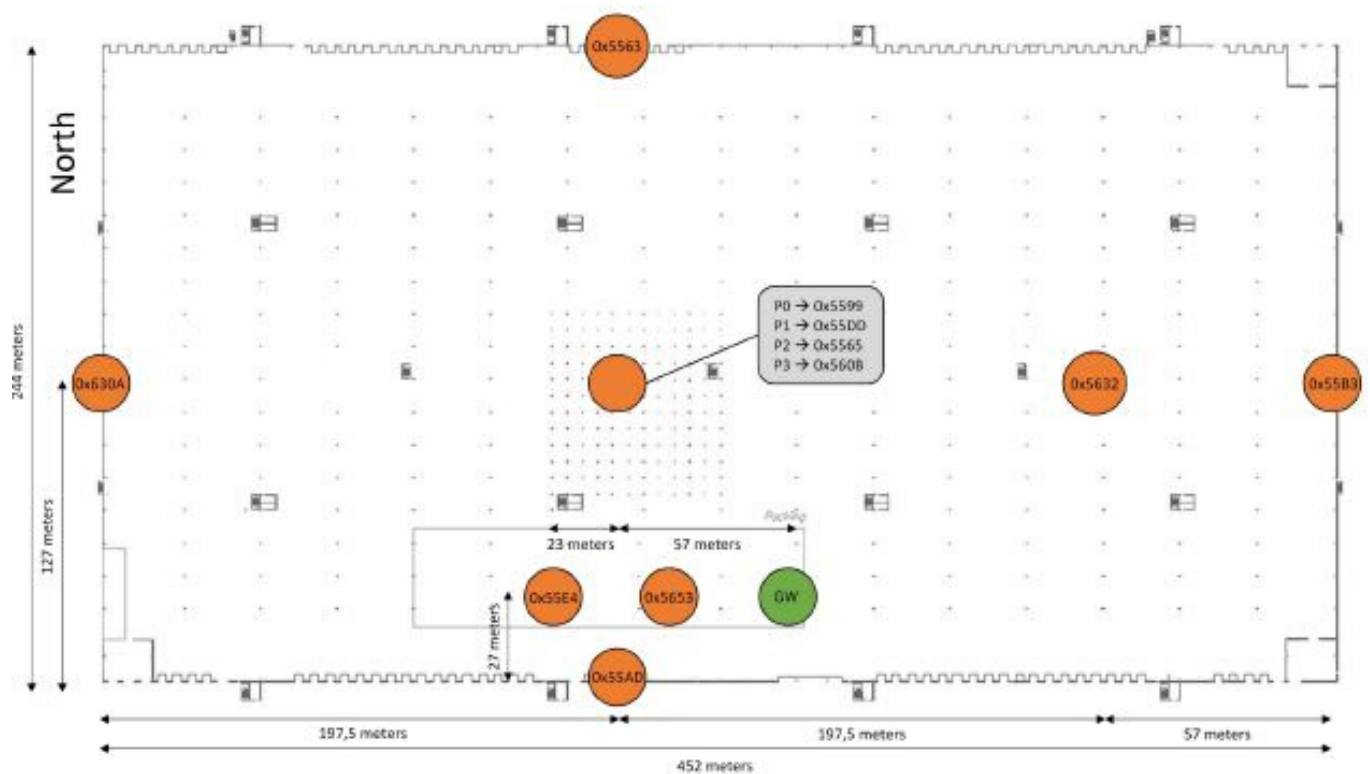 0x5563
North
P0 → 0x5599
P1 → 0x55DD
P2 → 0x5565
P3 → 0x560B
244 meters
0x630A
0x5632
0x55B3
Packing
23 meters
57 meters
127 meters
0x55E4
0x5653
GW
27 meters
0x55AD
197,5 meters
197,5 meters
57 meters
452 meters